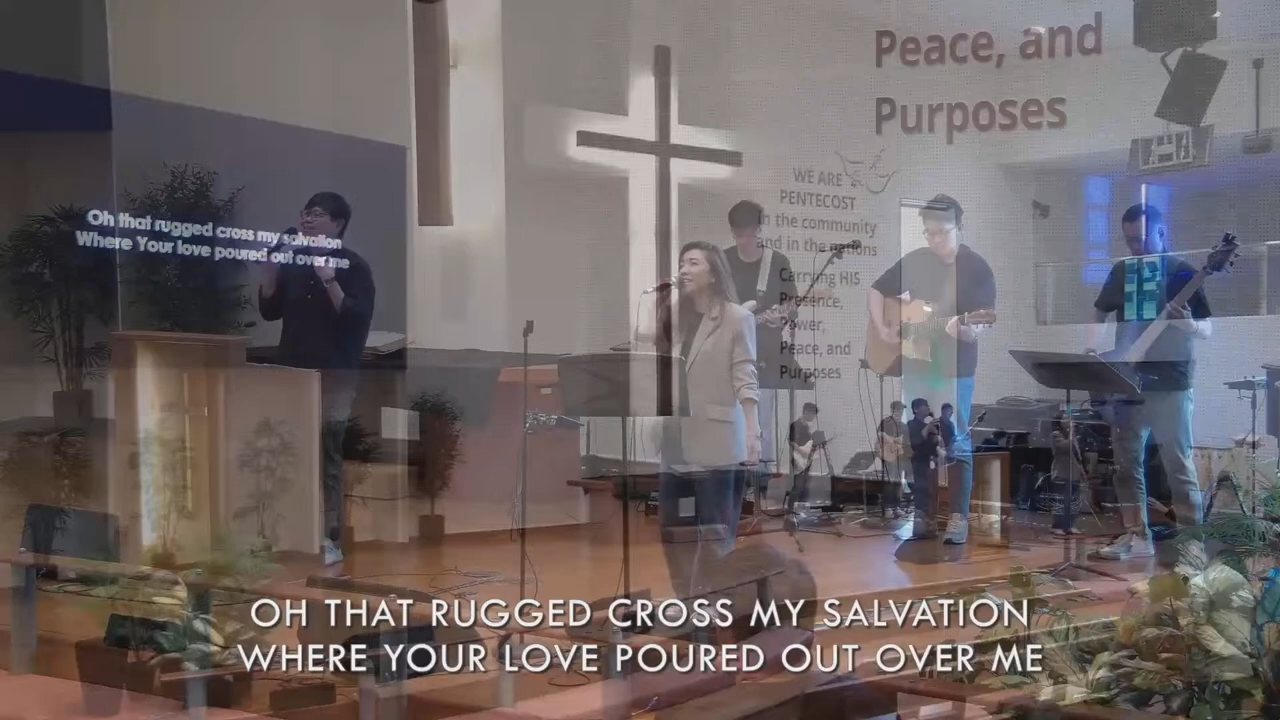 Peace, and
Purposes
WE ARE
PENTECOST
in the community
and in the nations
Carrying HIS
Presence,
Power,
Peace, and
Purposes
Oh that rugged cross my salvation
Where Your love poured out over me
OH THAT RUGGED CROSS MY SALVATION
WHERE YOUR LOVE POURED OUT OVER ME